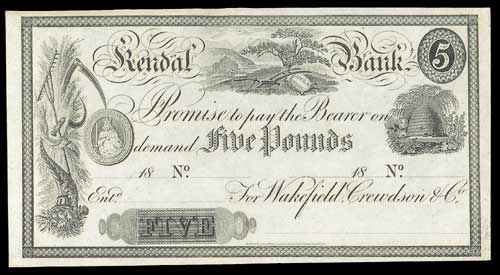 Kendal Bank 5
I Promise to pay the Bearer on
demand Five Pounds
18 No. 18 No.
Entd. For Wakefield, Crewdson & Co.
FIVE